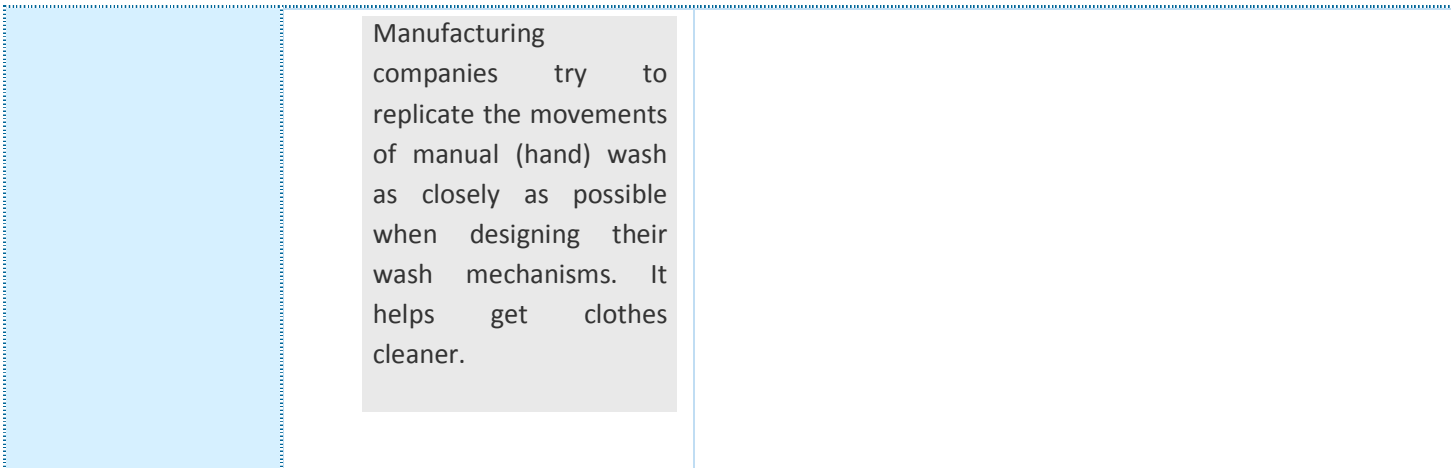 Manufacturing
companies try to
replicate the movements
of manual (hand) wash
as closely as possible
when designing their
wash mechanisms. It
helps get clothes
cleaner.